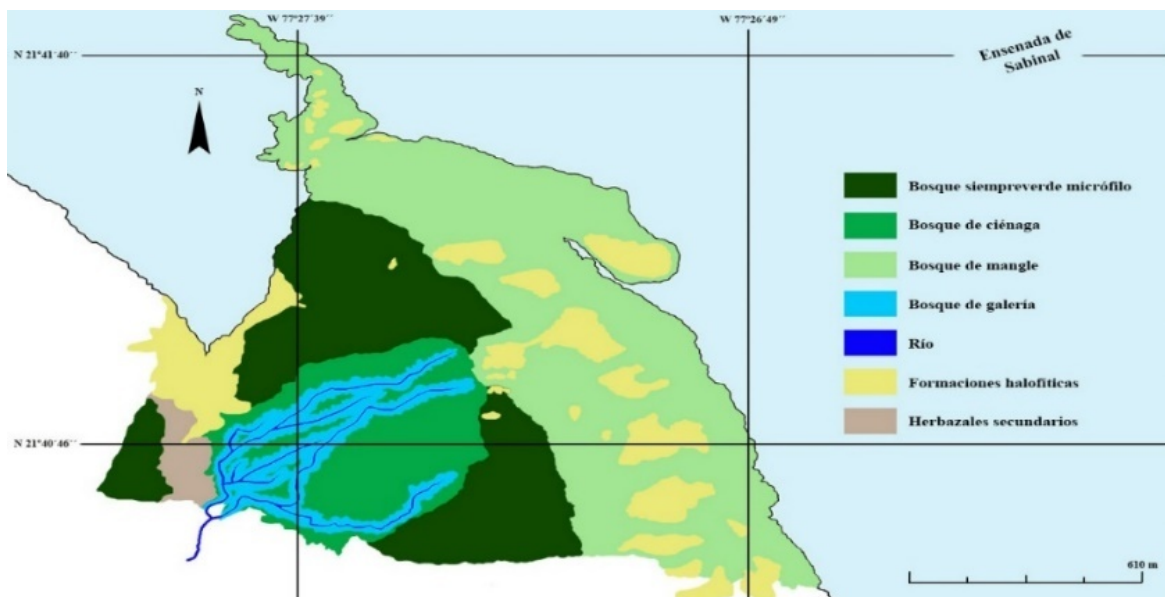 W 77°27´39´´
W 77°26´49´´
N 21°41´40´´
Ensenada de
Sabinal
N
Bosque siempreverde micrófilo
Bosque de ciénaga
Bosque de mangle
Bosque de galería
Río
Formaciones halofíticas
Herbazales secundarios
N 21°40´46´´
610 m